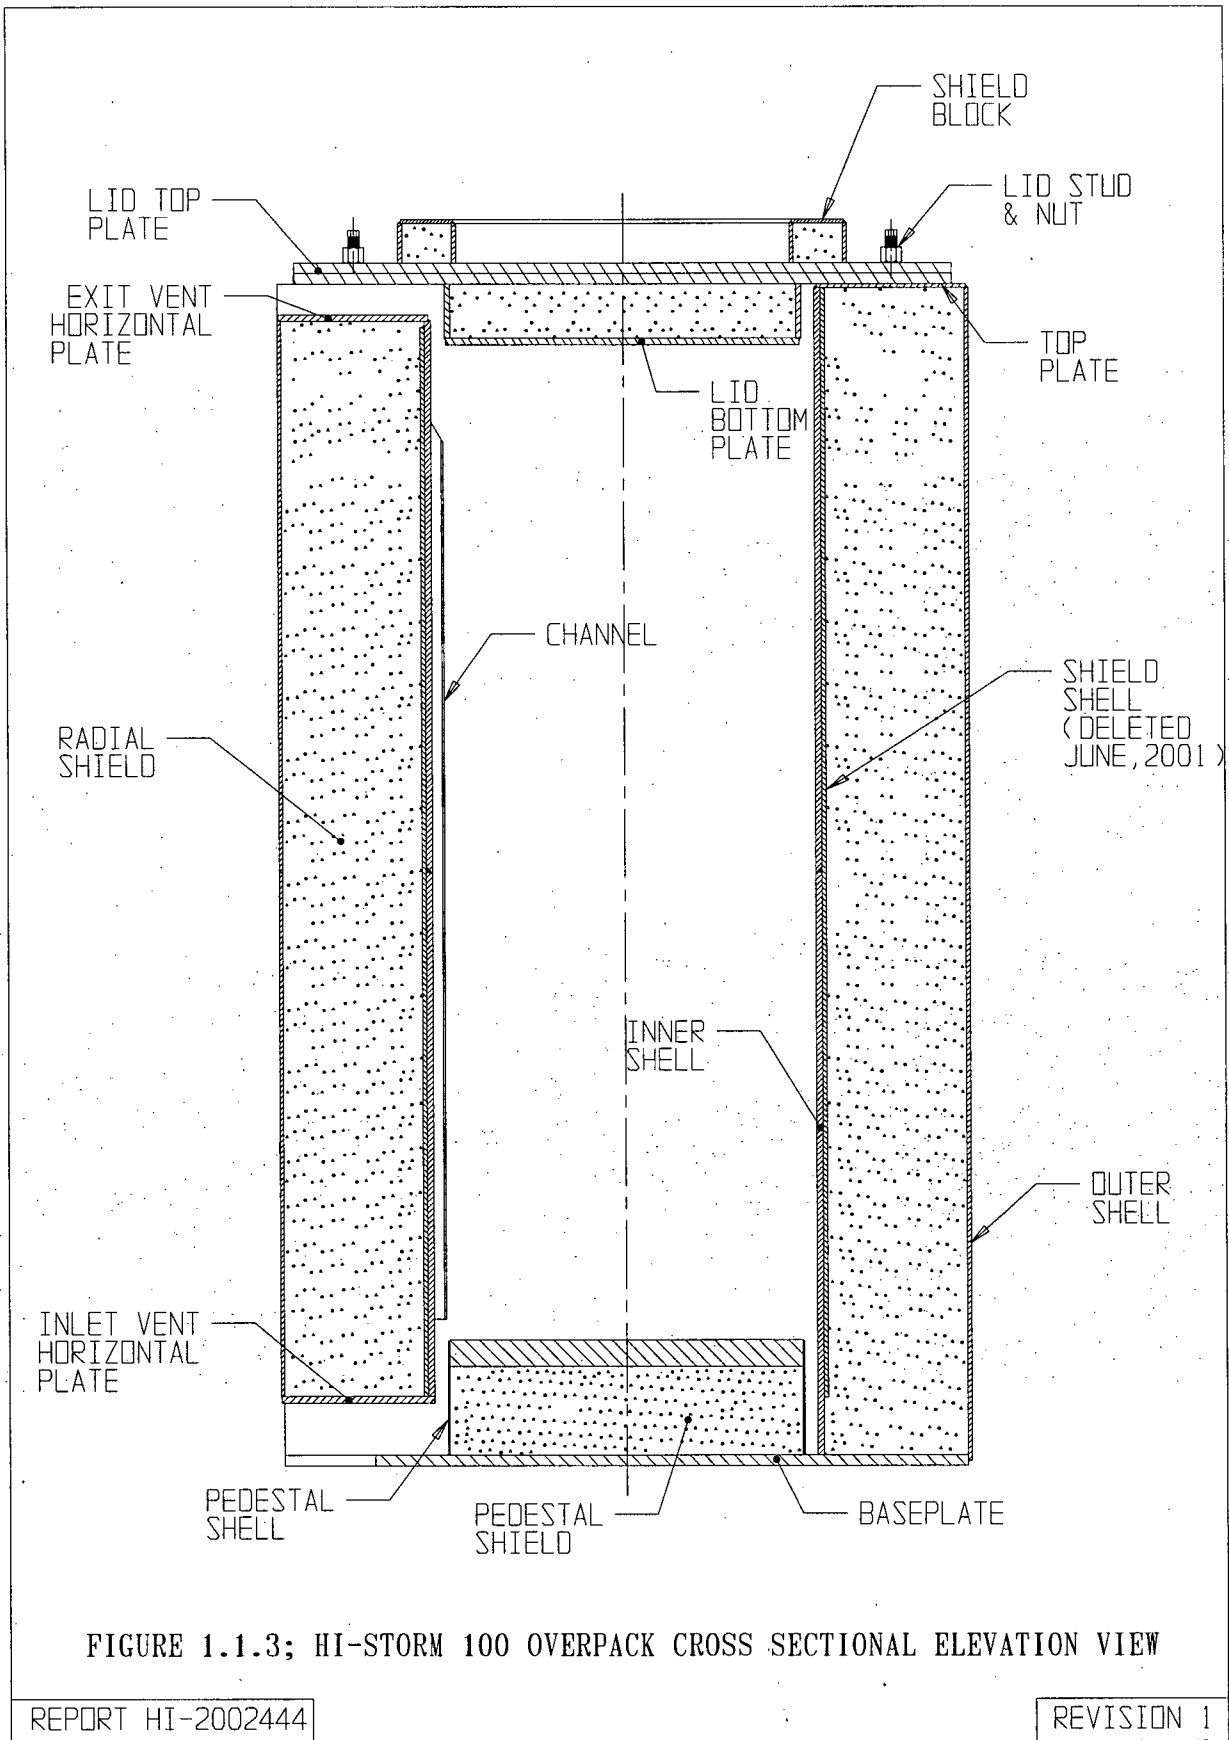 SHIELD
BLOCK
LID TOP
PLATE
LID STUD
& NUT
EXIT VENT
HORIZONTAL
PLATE
TOP
PLATE
LID
BOTTOM
PLATE
CHANNEL
SHIELD
SHELL
(DELETED
JUNE,2001)
RADIAL
SHIELD
INNER
SHELL
OUTER
SHELL
INLET VENT
HORIZONTAL
PLATE
PEDESTAL
SHELL
PEDESTAL
SHIELD
BASEPLATE
FIGURE 1.1.3; HI-STORM 100 OVERPACK CROSS SECTIONAL ELEVATION VIEW
REPORT HI-2002444
REVISION 1